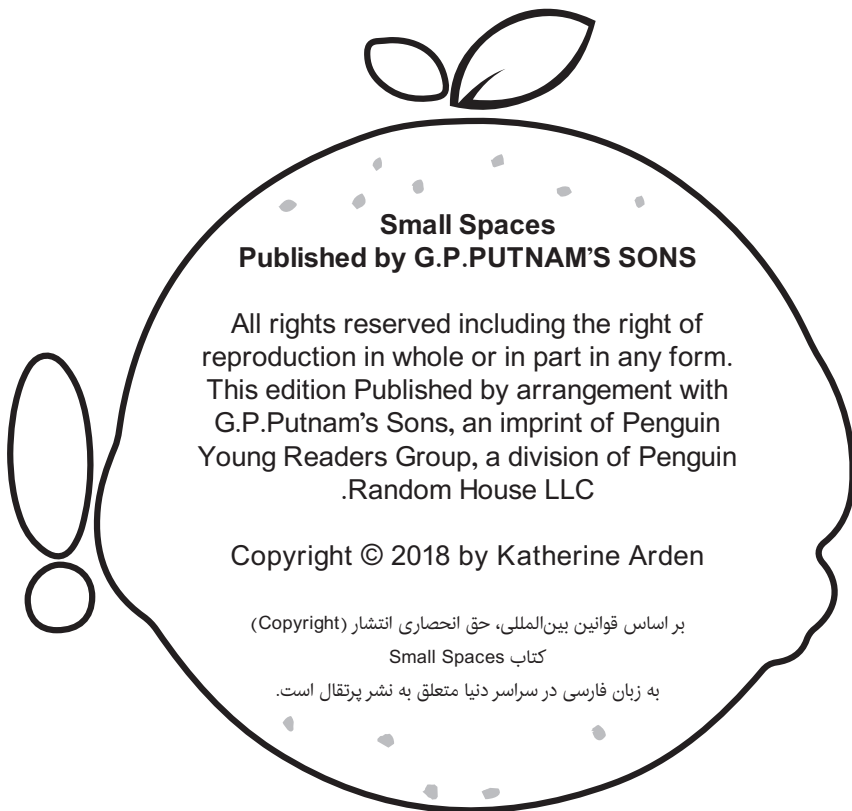 Small Spaces
Published by G.P.PUTNAM'S SONS
All rights reserved including the right of
reproduction in whole or in part in any form.
This edition Published by arrangement with
G.P.Putnam's Sons, an imprint of Penguin
Young Readers Group, a division of Penguin
.Random House LLC
Copyright © 2018 by Katherine Arden
بر اساس قوانین بین‌المللی، حق انحصاری انتشار (Copyright)
کتاب Small Spaces
به زبان فارسی در سراسر دنیا متعلق به نشر پرتقال است.